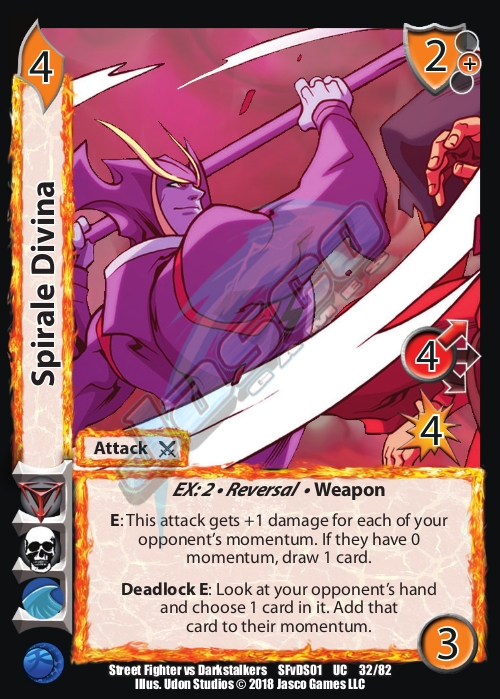 4
2
+
Spirale Divina
Jasco
GAMES
4
4
Attack
EX: 2 • Reversal • Weapon
E: This attack gets +1 damage for each of your
opponent's momentum. If they have 0
momentum, draw 1 card.
Deadlock E: Look at your opponent's hand
and choose 1 card in it. Add that
card to their momentum.
3
Street Fighter vs Darkstalkers SFvDS01 UC 32/82
Illus. Udon Studios © 2018 Jasco Games LLC